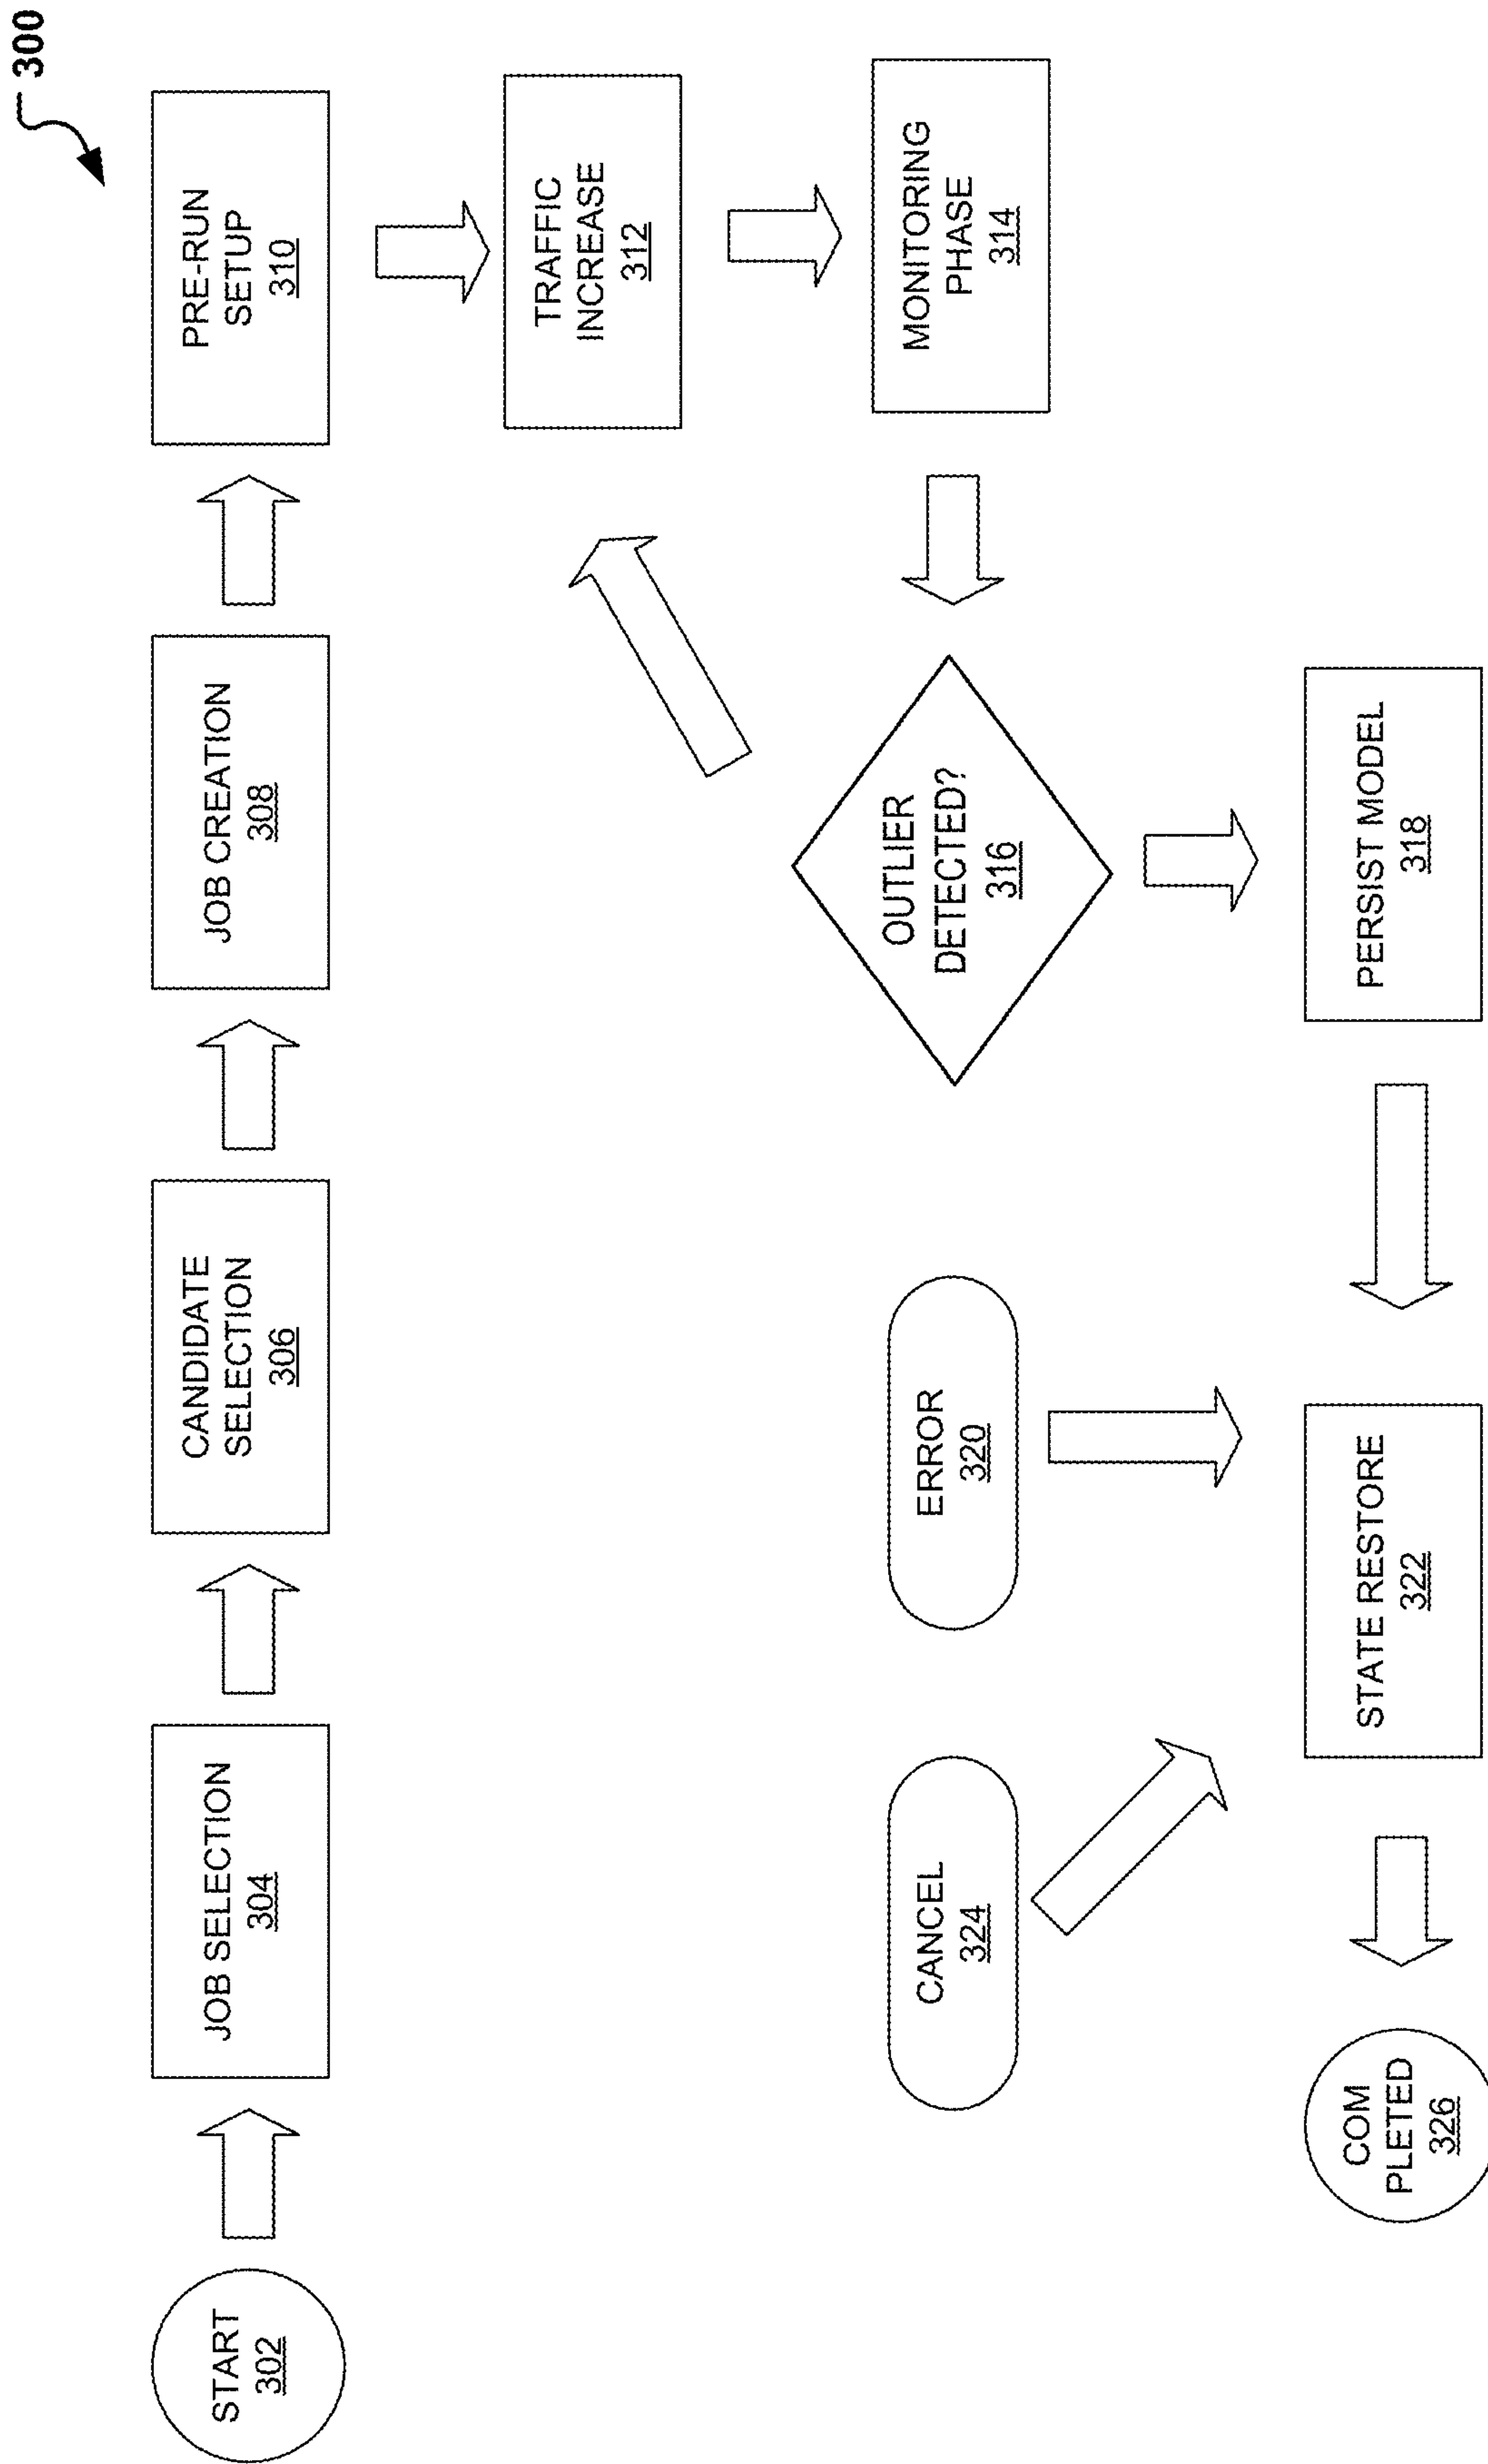 300
START
302
JOB SELECTION
304
CANDIDATE
SELECTION
306
JOB CREATION
308
PRE-RUN
SETUP
310
TRAFFIC
INCREASE
312
MONITORING
PHASE
314
OUTLIER
DETECTED?
316
PERSIST MODEL
318
ERROR
320
CANCEL
324
STATE RESTORE
322
COM
PLETED
326